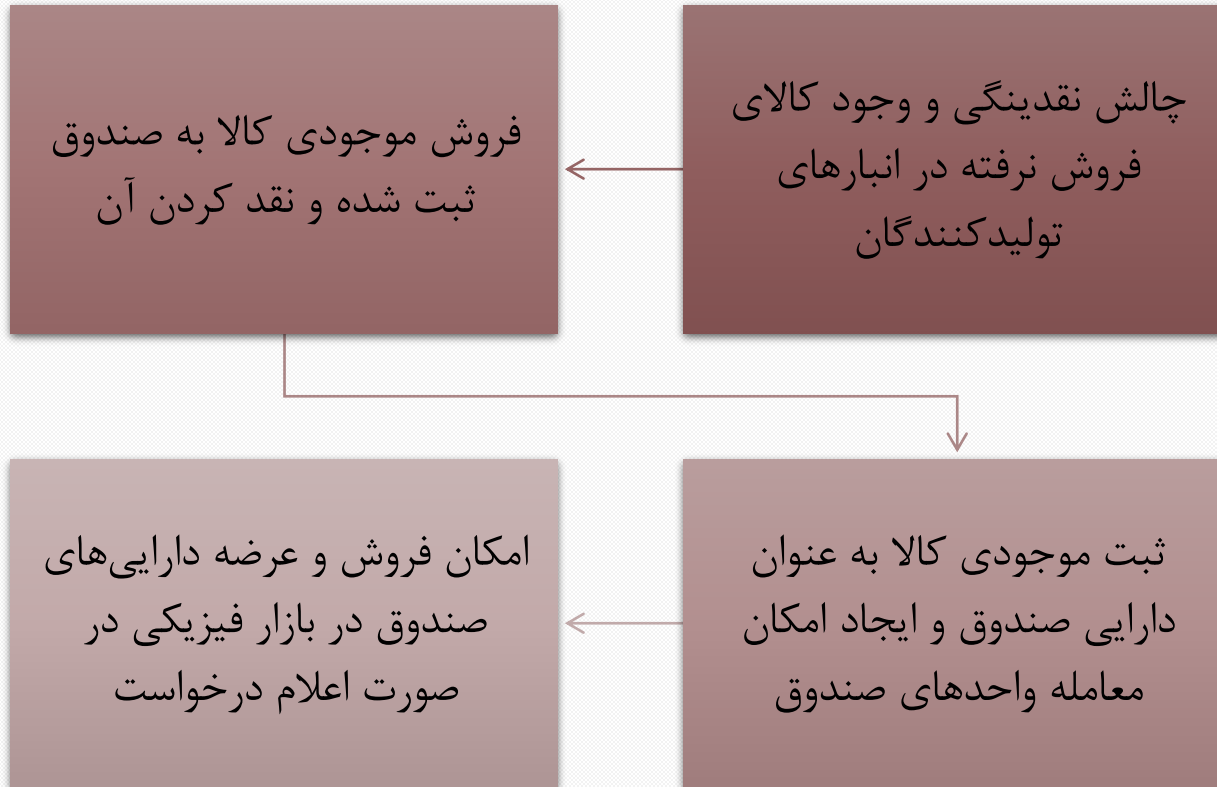 چالش نقدینگی و وجود کالای
فروش نرفته در انبارهای
تولیدکنندگان
فروش موجودی کالا به صندوق
ثبت شده و نقد کردن آن
ثبت موجودی کالا به عنوان
دارایی صندوق و ایجاد امکان
معامله واحدهای صندوق
امکان فروش و عرضه دارایی‌های
صندوق در بازار فیزیکی در
صورت اعلام درخواست